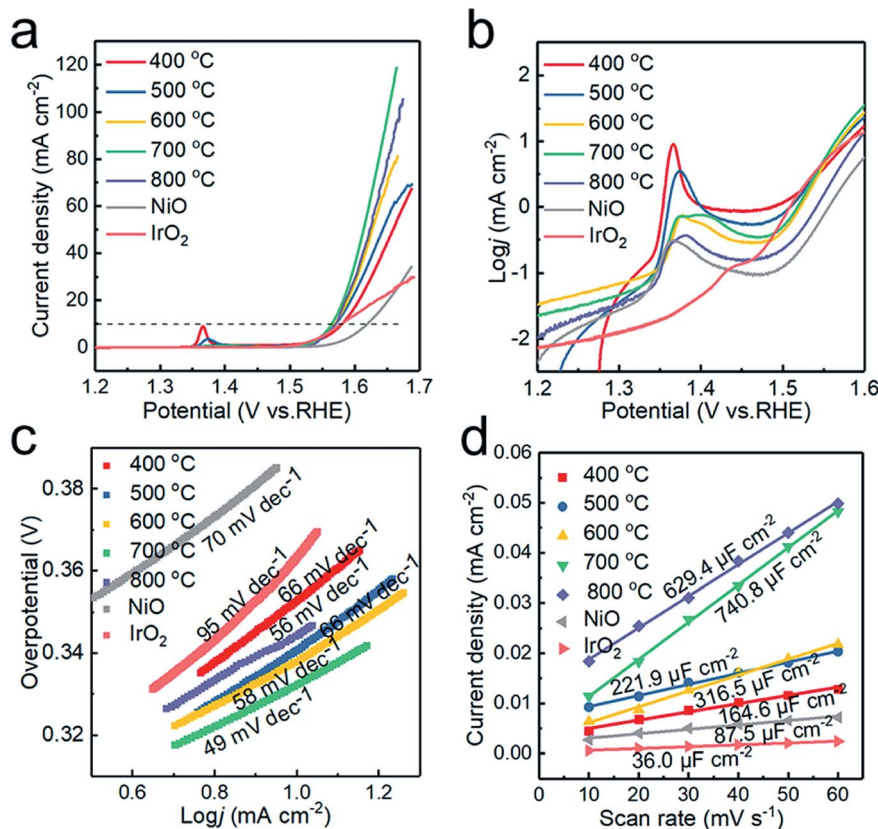 a
120
100
80
60
40
20
0
Current density (mA cm⁻²)
400 °C
500 °C
600 °C
700 °C
800 °C
NiO
IrO₂
1.2 1.3 1.4 1.5 1.6 1.7
Potential (V vs.RHE)
b
2
1
0
-1
-2
Logj (mA cm⁻²)
400 °C
500 °C
600 °C
700 °C
800 °C
NiO
IrO₂
1.2 1.3 1.4 1.5 1.6
Potential (V vs.RHE)
c
0.38
0.36
0.34
0.32
Overpotential (V)
400 °C
500 °C
600 °C
700 °C
800 °C
NiO
IrO₂
70 mV dec⁻¹
95 mV dec⁻¹
66 mV dec⁻¹
56 mV dec⁻¹
66 mV dec⁻¹
58 mV dec⁻¹
49 mV dec⁻¹
0.6 0.8 1.0 1.2
Logj (mA cm⁻²)
d
0.06
0.05
0.04
0.03
0.02
0.01
0.00
Current density (mA cm⁻²)
400 °C
500 °C
600 °C
700 °C
800 °C
NiO
IrO₂
629.4 µF cm⁻²
740.8 µF cm⁻²
221.9 µF cm⁻²
316.5 µF cm⁻²
164.6 µF cm⁻²
87.5 µF cm⁻²
36.0 µF cm⁻²
0 10 20 30 40 50 60
Scan rate (mV s⁻¹)